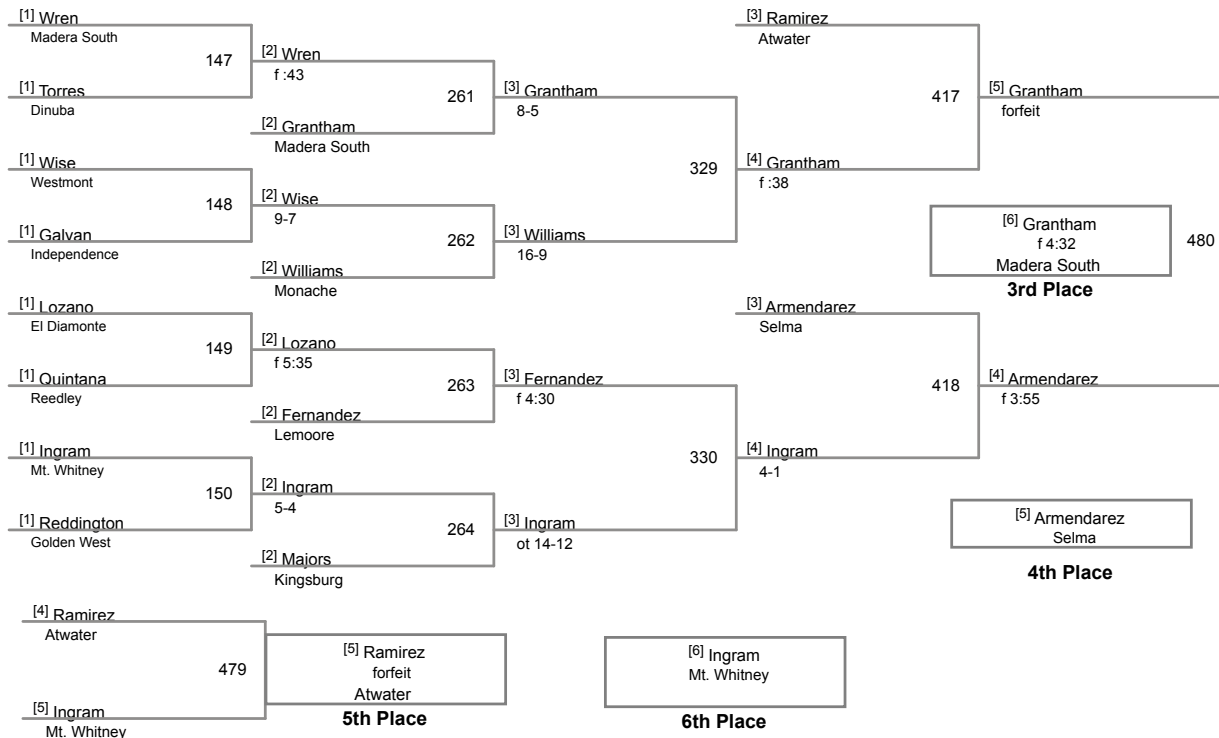 [1] Wren
Madera South
147
[1] Torres
Dinuba
[2] Wren
f :43
261
[2] Grantham
Madera South
[3] Grantham
8-5
[1] Wise
Westmont
148
[1] Galvan
Independence
[2] Wise
9-7
262
[2] Williams
Monache
[3] Williams
16-9
329
[4] Grantham
f :38
[3] Ramirez
Atwater
417
[5] Grantham
forfeit
[6] Grantham
f 4:32
Madera South
480
3rd Place
[1] Lozano
El Diamonte
149
[1] Quintana
Reedley
[2] Lozano
f 5:35
263
[2] Fernandez
Lemoore
[3] Fernandez
f 4:30
[1] Ingram
Mt. Whitney
150
[1] Reddington
Golden West
[2] Ingram
5-4
264
[2] Majors
Kingsburg
[3] Ingram
ot 14-12
330
[4] Ingram
4-1
[3] Armendarez
Selma
418
[4] Armendarez
f 3:55
[5] Armendarez
Selma
4th Place
[4] Ramirez
Atwater
479
[5] Ingram
Mt. Whitney
[5] Ramirez
forfeit
Atwater
5th Place
[6] Ingram
Mt. Whitney
6th Place